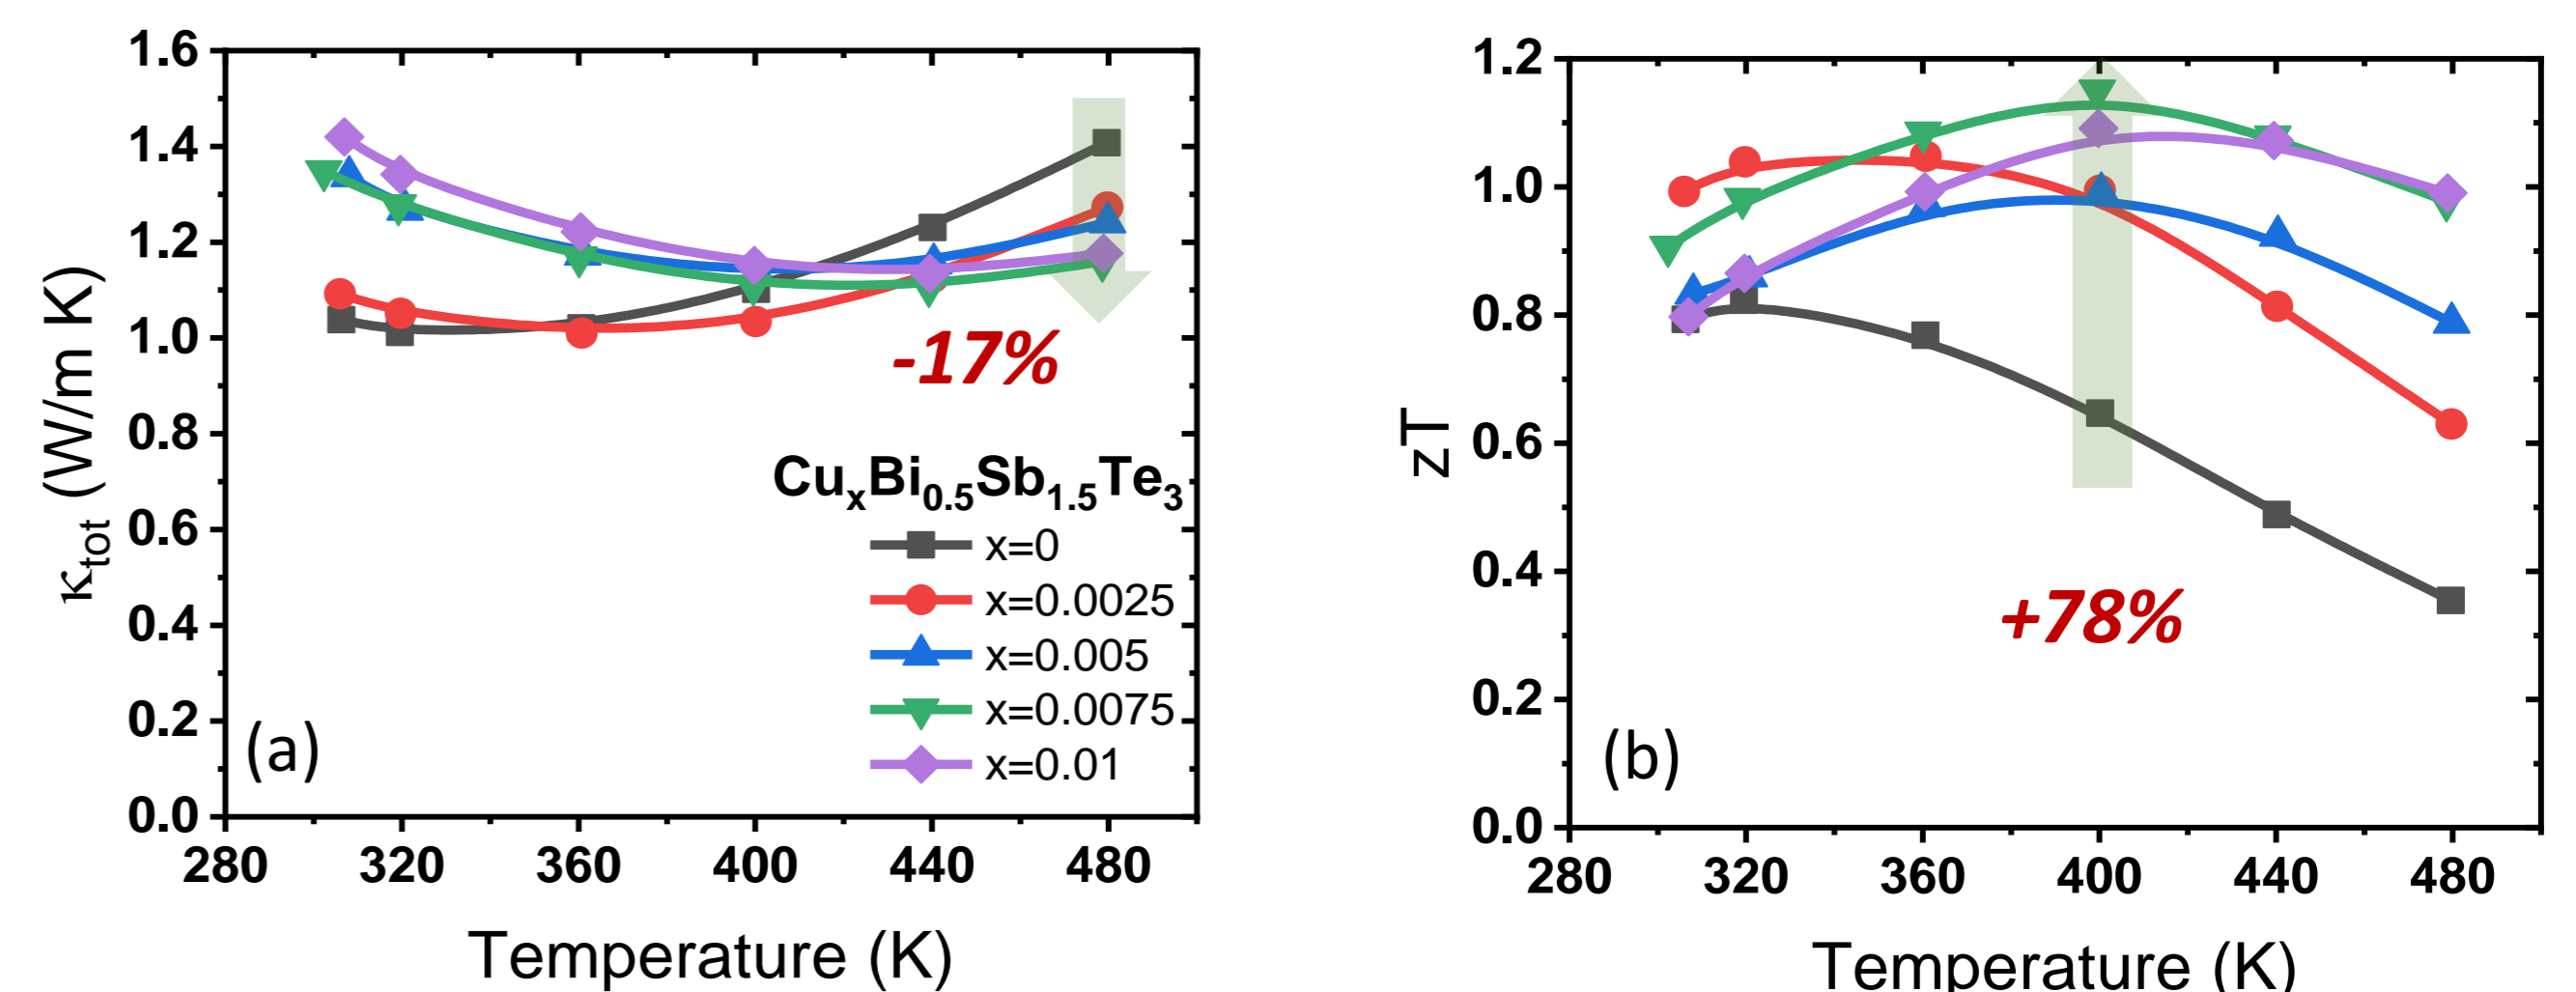 1.6
1.4
1.2
1.0
0.8
0.6
0.4
0.2
0.0
κtot (W/m K)
-17%
CuxBi0.5Sb1.5Te3
x=0
x=0.0025
x=0.005
x=0.0075
x=0.01
(a)
280 320 360 400 440 480
Temperature (K)
1.2
1.0
0.8
0.6
0.4
0.2
0.0
zT
+78%
(b)
280 320 360 400 440 480
Temperature (K)